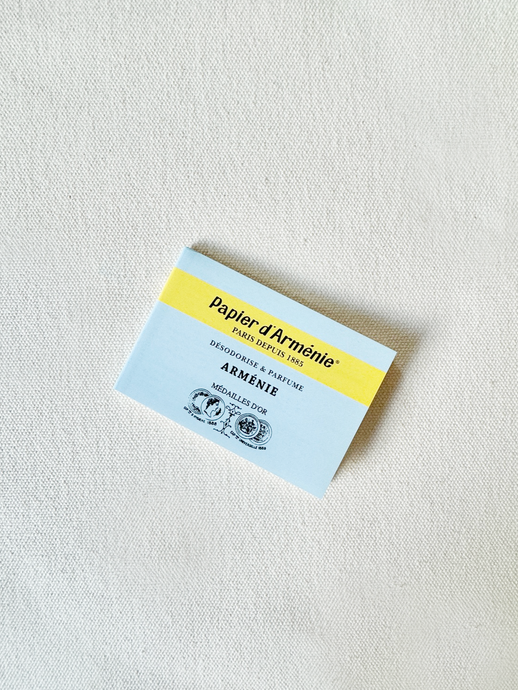 Papier d'Arménie®
PARIS DEPUIS 1885
DÉSODORISE & PARFUME
ARMÉNIE
MÉDAILLES D'OR